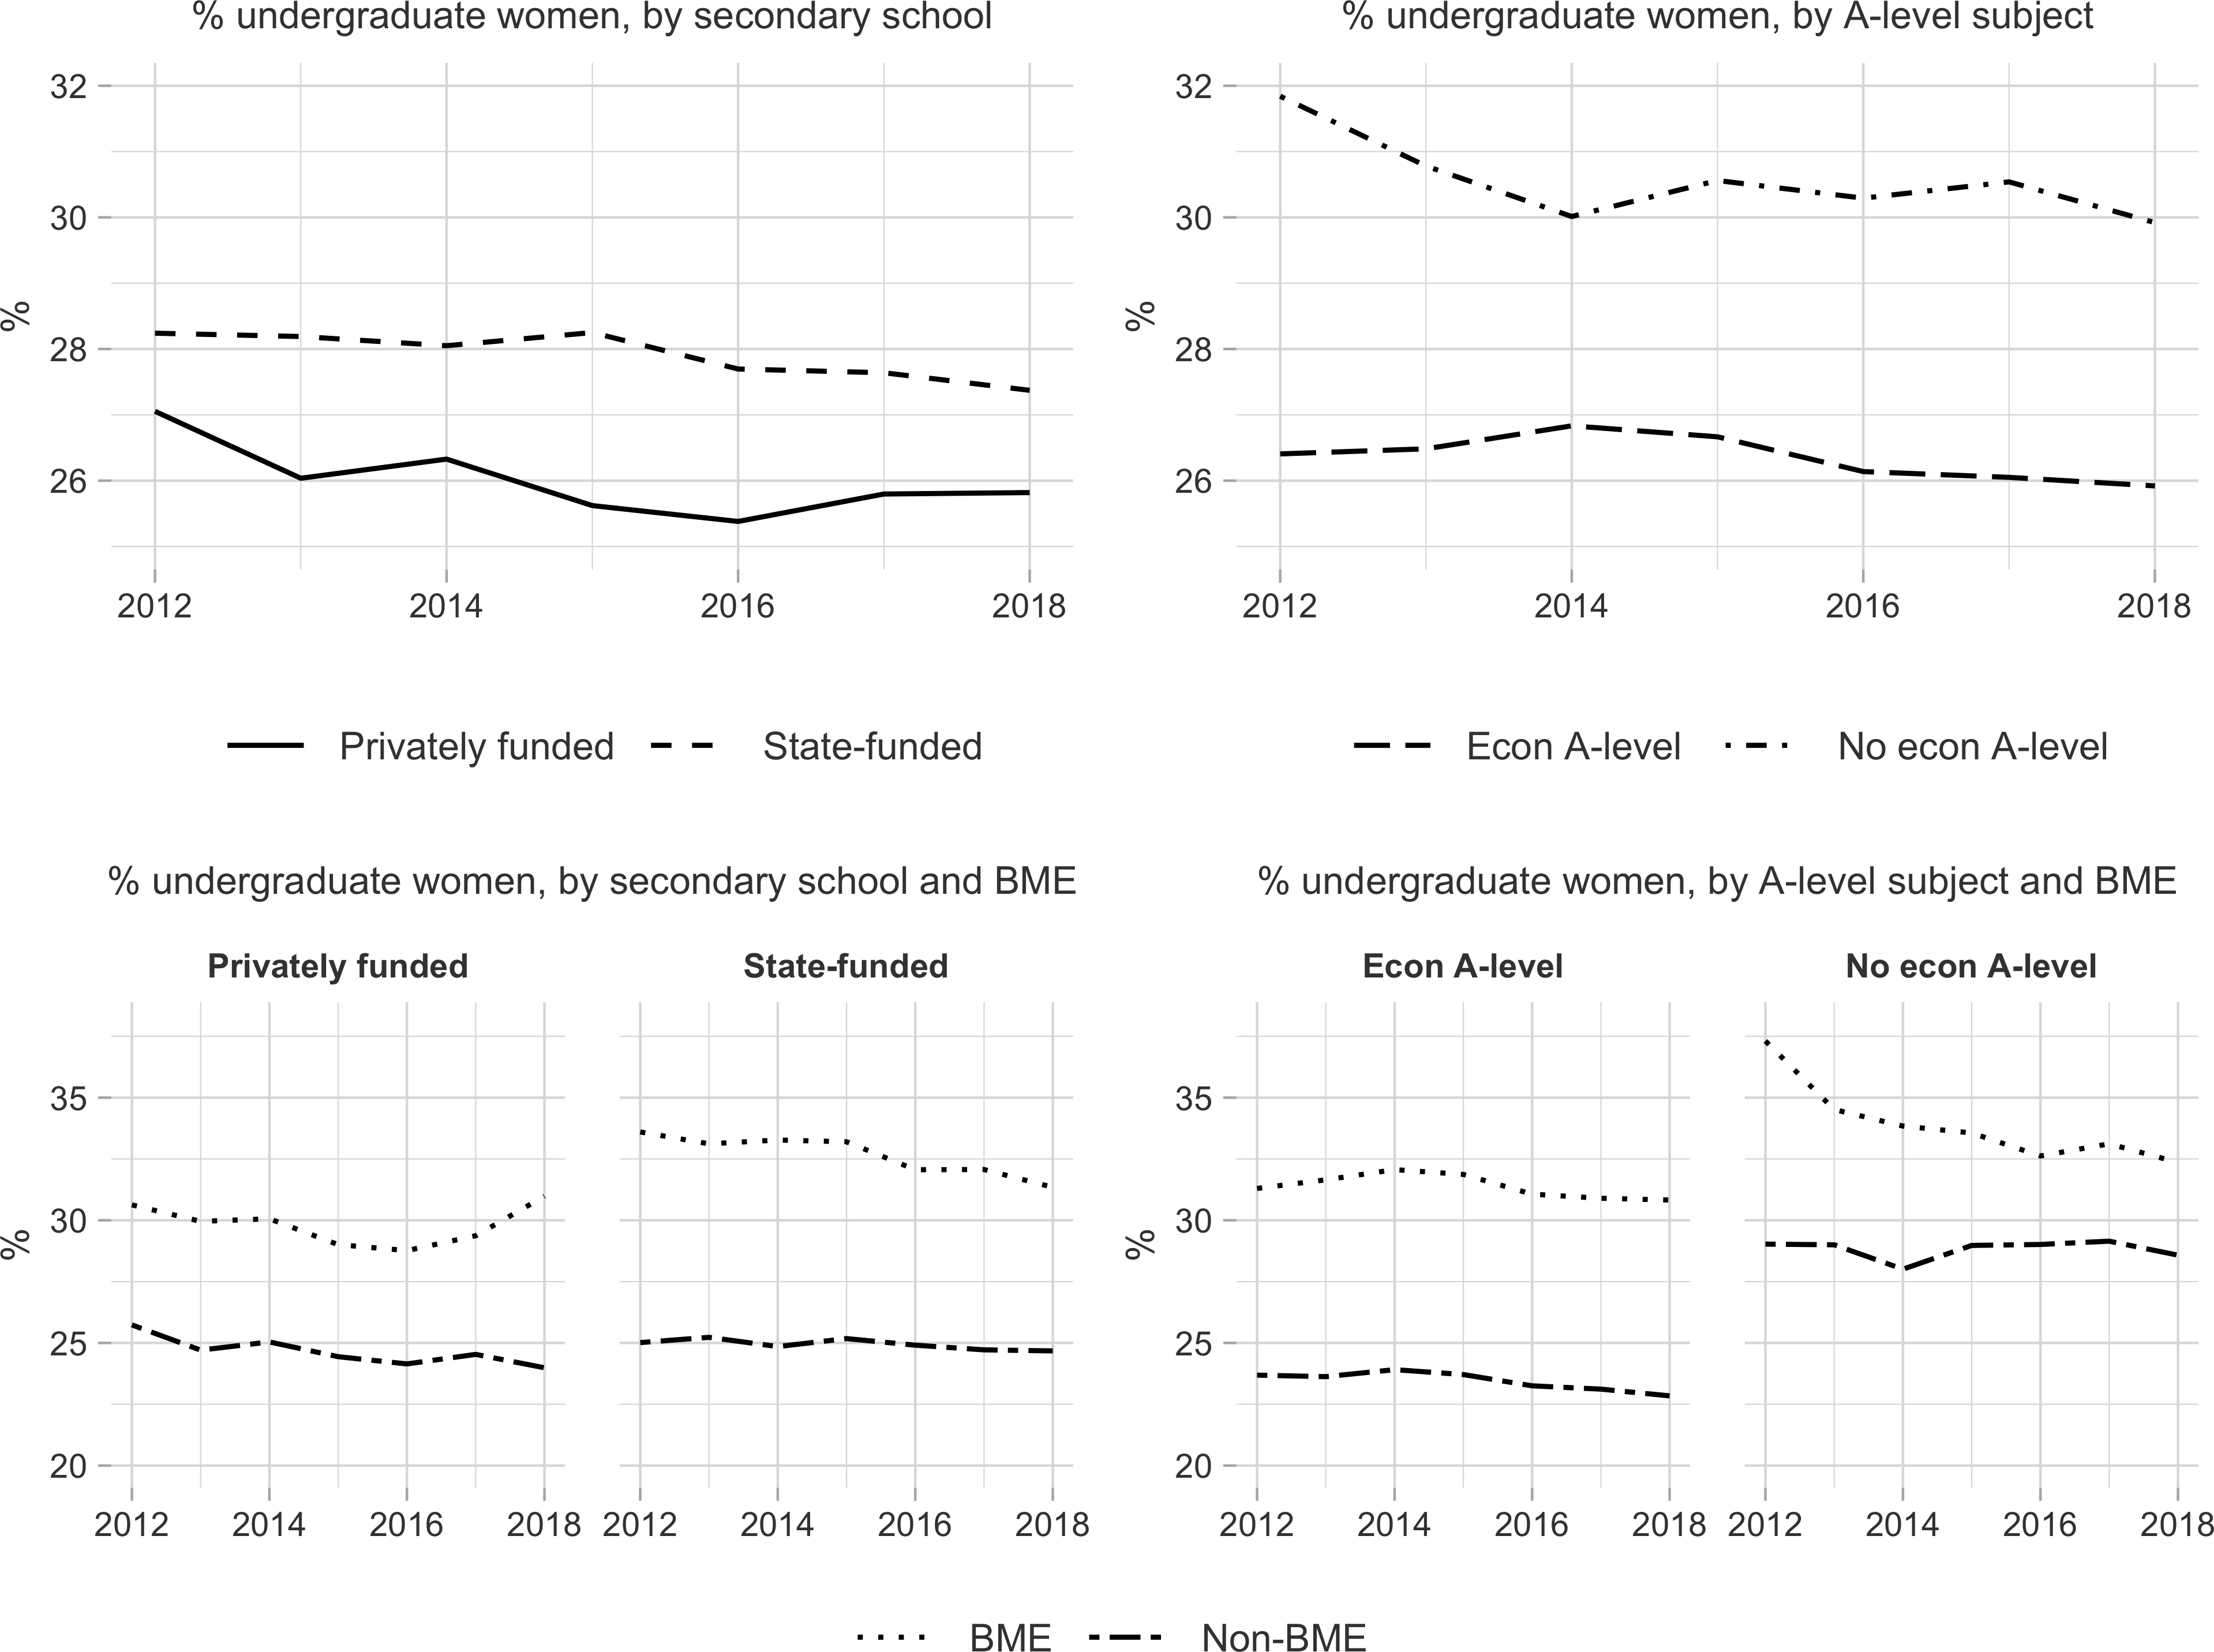 % undergraduate women, by secondary school
32
30
28
26
%
2012 2014 2016 2018
Privately funded State-funded
% undergraduate women, by A-level subject
32
30
28
26
%
2012 2014 2016 2018
Econ A-level No econ A-level
% undergraduate women, by secondary school and BME
Privately funded State-funded
35
30
25
20
%
2012 2014 2016 2018 2012 2014 2016 2018
% undergraduate women, by A-level subject and BME
Econ A-level No econ A-level
35
30
25
20
%
2012 2014 2016 2018 2012 2014 2016 2018
BME Non-BME